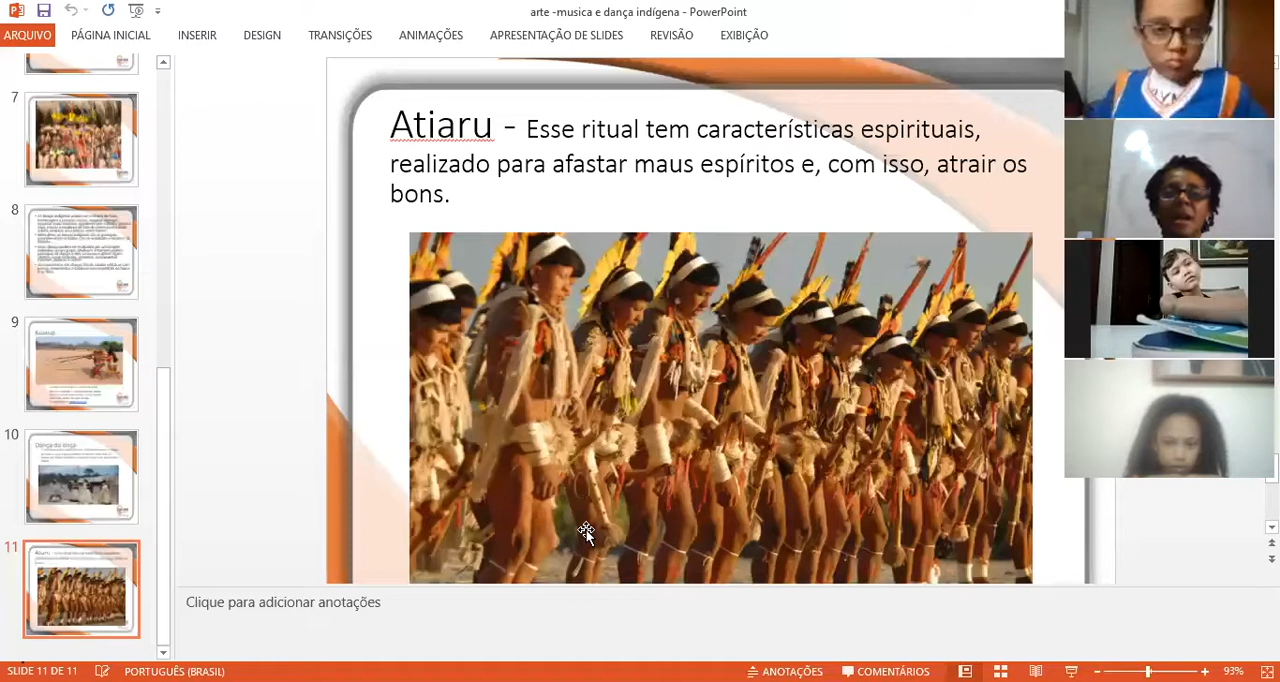 arte -musica e dança indígena - PowerPoint
ARQUIVO PÁGINA INICIAL INSERIR DESIGN TRANSIÇÕES ANIMAÇÕES APRESENTAÇÃO DE SLIDES REVISÃO EXIBIÇÃO
7
8
9
10
11
Atiaru - Esse ritual tem características espirituais,
realizado para afastar maus espíritos e, com isso, atrair os
bons.
Clique para adicionar anotações
SLIDE 11 DE 11 PORTUGUÊS (BRASIL) ANOTAÇÕES COMENTÁRIOS 93%